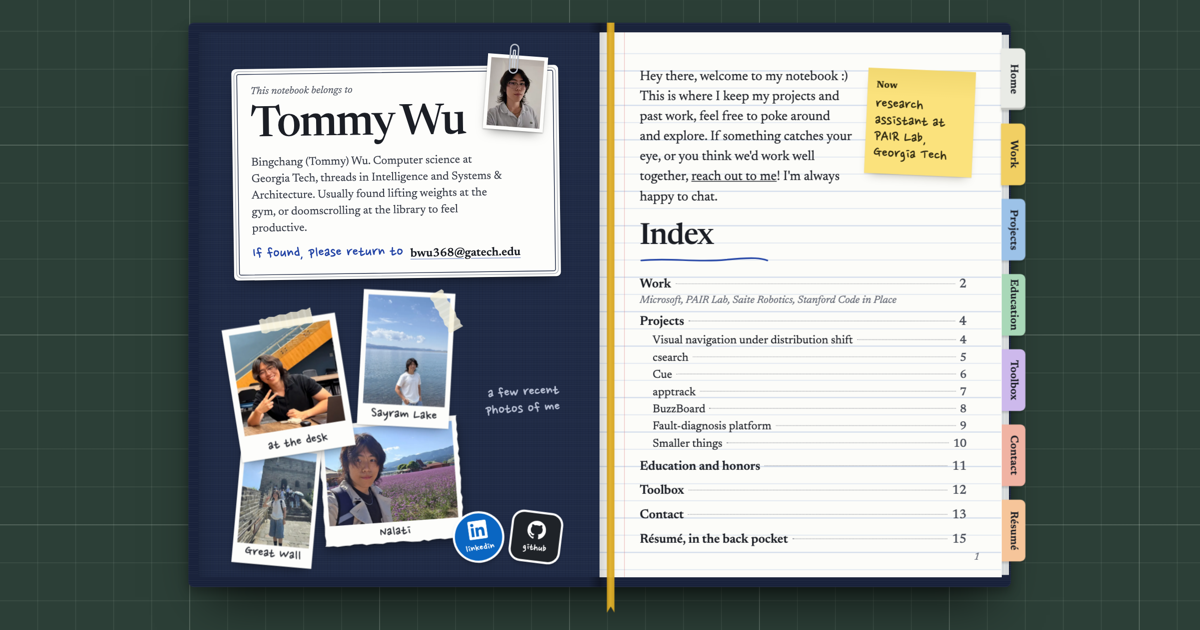 This notebook belongs to
Tommy Wu
Bingchang (Tommy) Wu. Computer science at
Georgia Tech, threads in Intelligence and Systems &
Architecture. Usually found lifting weights at the
gym, or doomscrolling at the library to feel
productive.
If found, please return to bwu368@gatech.edu
at the desk
Sayram Lake
a few recent
photos of me
Great Wall
Nalati
in
linkedin
github
Hey there, welcome to my notebook :)
This is where I keep my projects and
past work, feel free to poke around
and explore. If something catches your
eye, or you think we'd work well
together, reach out to me! I'm always
happy to chat.
Now
research
assistant at
PAIR Lab,
Georgia Tech
Index
Work 2
Microsoft, PAIR Lab, Saite Robotics, Stanford Code in Place
Projects 4
Visual navigation under distribution shift 4
csearch 5
Cue 6
apptrack 7
BuzzBoard 8
Fault-diagnosis platform 9
Smaller things 10
Education and honors 11
Toolbox 12
Contact 13
Résumé, in the back pocket 15
1
Home
Work
Projects
Education
Toolbox
Contact
Résumé